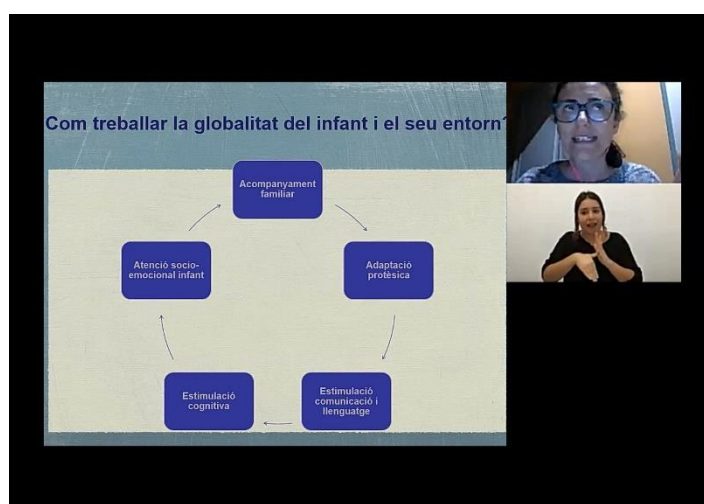 Com treballar la globalitat del infant i el seu entorn?
Acompanyament
familiar
Adaptació
protèsica
Estimulació
comunicació i
llenguatge
Estimulació
cognitiva
Atenció socio-
emocional infant